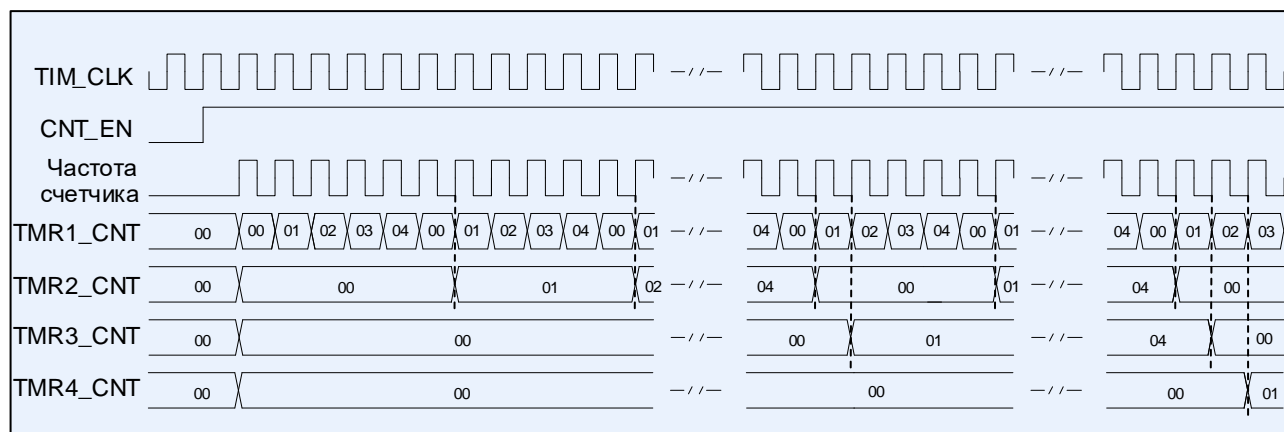 TIM_CLK
CNT_EN
Частота
счетчика
TMR1_CNT 00 00 01 02 03 04 00 01 02 03 04 00 01 04 00 01 02 03 04 00 01 04 00 01 02 03
TMR2_CNT 00 00 01 02 04 00 01 04 00
TMR3_CNT 00 00 00 01 04 00
TMR4_CNT 00 00 00 00 01